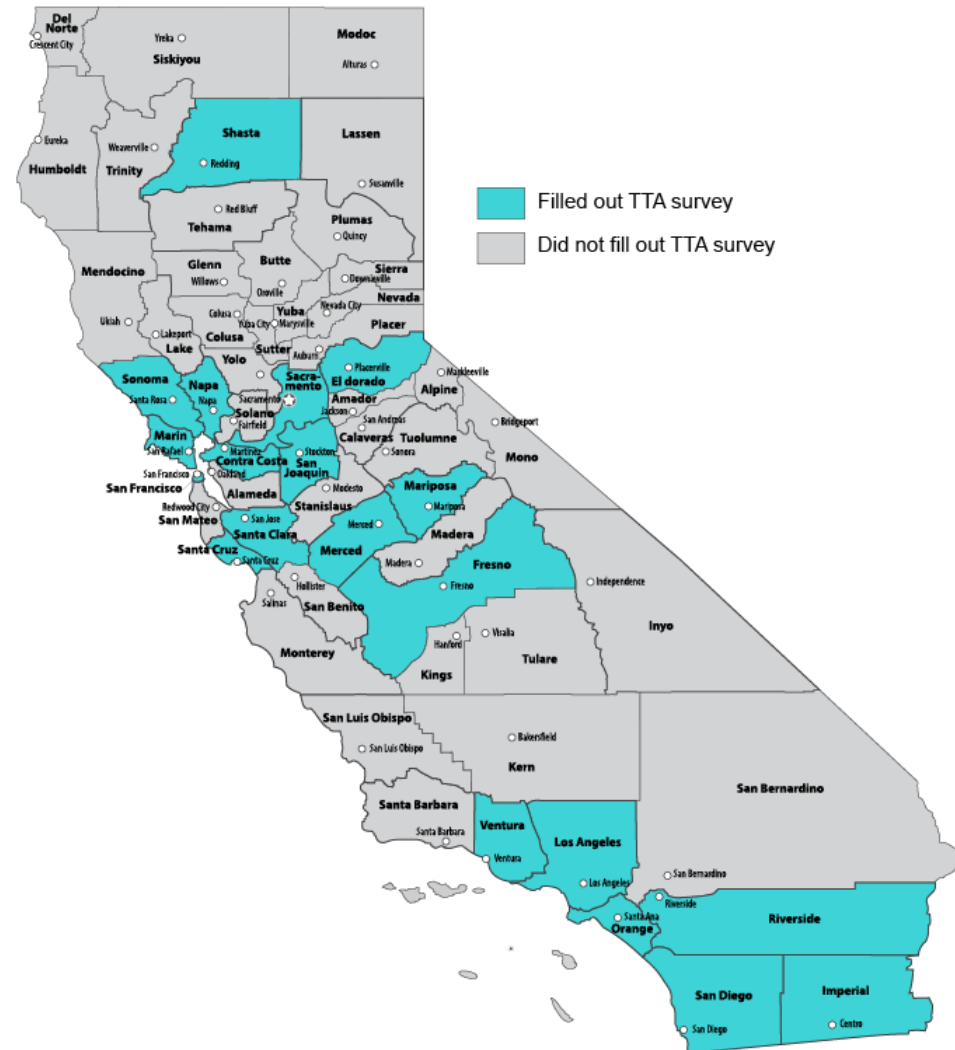 Del
Norte
Crescent City
Yreka
Siskiyou
Modoc
Alturas
Shasta
Redding
Lassen
Susanville
Eureka
Humboldt
Weaverville
Trinity
Filled out TTA survey
Did not fill out TTA survey
Red Bluff
Tehama
Plumas
Quincy
Mendocino
Ukiah
Glenn
Willows
Butte
Oroville
Sierra
Downieville
Nevada
Nevada City
Yuba
Marysville
Yuba City
Colusa
Colusa
Sutter
Placer
Auburn
Lakeport
Lake
Yolo
Sonoma
Santa Rosa
Napa
Napa
Sacra-
mento
Sacramento
Placerville
El dorado
Markleeville
Alpine
Amador
Jackson
Solano
Fairfield
San Andreas
Calaveras
Tuolumne
Sonora
Bridgeport
Mono
Marin
San Rafael
Martinez
Contra Costa
Stockton
San
Joaquin
San Francisco
San Francisco
Oakland
Alameda
Modesto
Stanislaus
Redwood City
San Mateo
San Jose
Santa Clara
Santa Cruz
Santa Cruz
Merced
Merced
Mariposa
Mariposa
Madera
Madera
Fresno
Fresno
Independence
Inyo
Hollister
San Benito
Salinas
Monterey
Hanford
Kings
Visalia
Tulare
San Luis Obispo
San Luis Obispo
Bakersfield
Kern
San Bernardino
San Bernardino
Santa Barbara
Santa Barbara
Ventura
Ventura
Los Angeles
Los Angeles
Santa Ana
Orange
Riverside
Riverside
San Diego
San Diego
Imperial
Centro